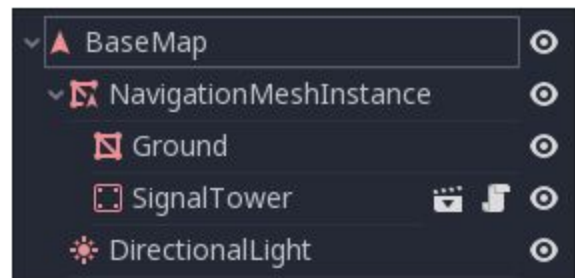 BaseMap
NavigationMeshInstance
Ground
SignalTower
DirectionalLight